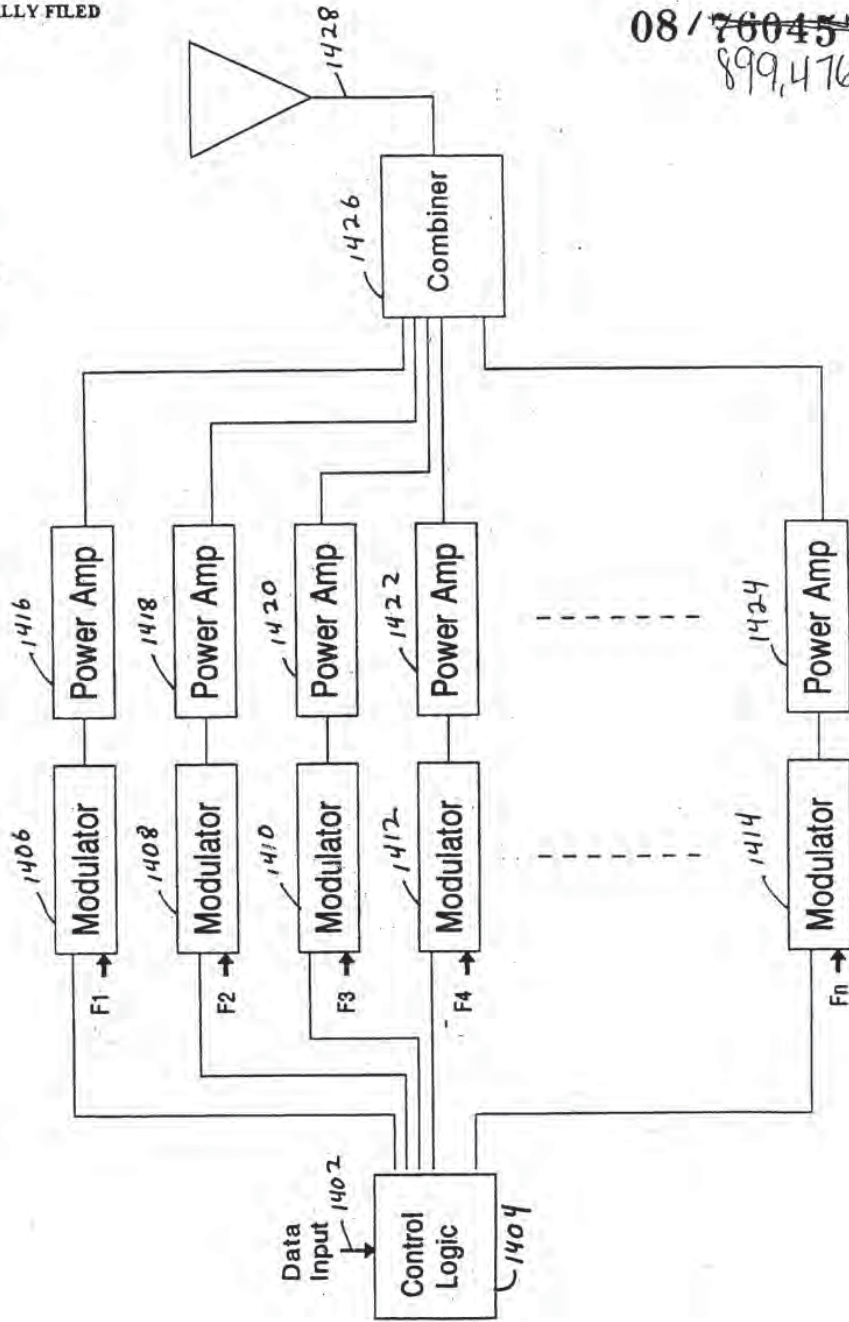 ALLY FILED
08/760457
899,476
1428
1426
Combiner
1416
Power Amp
1418
Power Amp
1420
Power Amp
1422
Power Amp
1424
Power Amp
1406
Modulator
F1
1408
Modulator
F2
1410
Modulator
F3
1412
Modulator
F4
1414
Modulator
Fn
Data
Input
1402
Control
Logic
1404